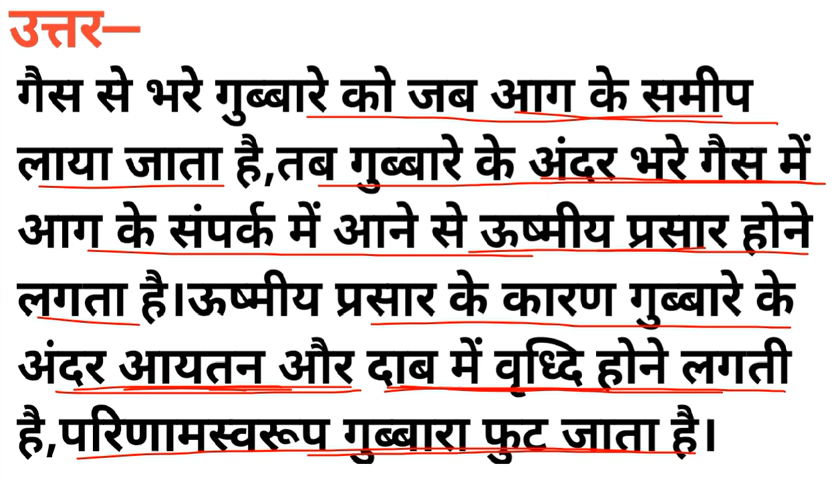 उत्तर—
गैस से भरे गुब्बारे को जब आग के समीप
लाया जाता है,तब गुब्बारे के अंदर भरे गैस में
आग के संपर्क में आने से ऊष्मीय प्रसार होने
लगता है।ऊष्मीय प्रसार के कारण गुब्बारे के
अंदर आयतन और दाब में वृध्दि होने लगती
है,परिणामस्वरूप गुब्बारा फुट जाता है।